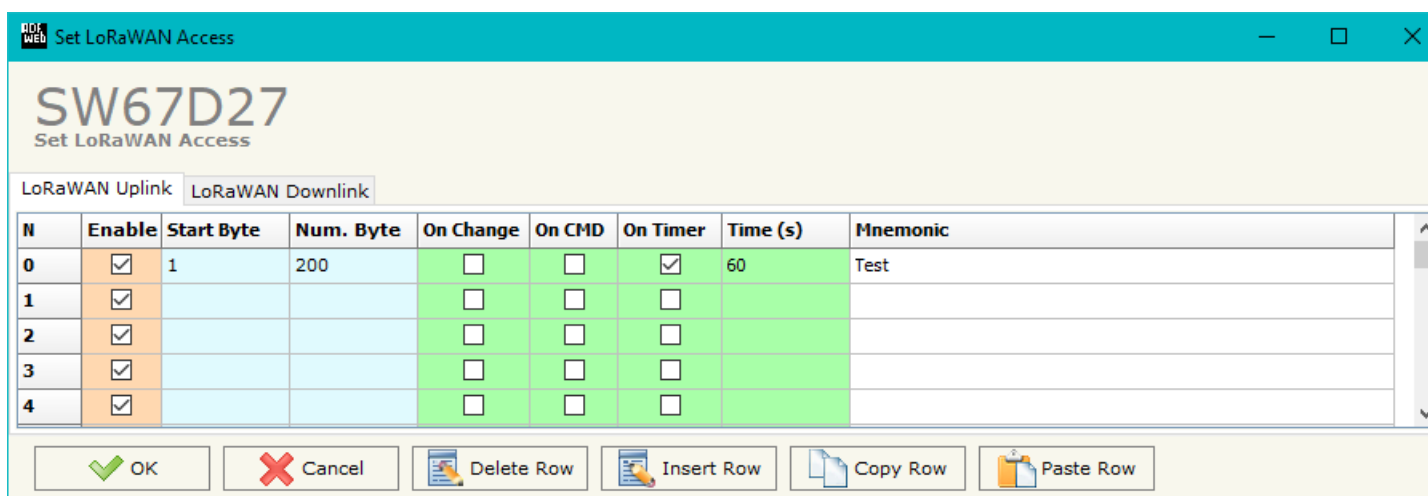 ADF
WEB Set LoRaWAN Access
SW67D27
Set LoRaWAN Access
LoRaWAN Uplink LoRaWAN Downlink
N Enable Start Byte Num. Byte On Change On CMD On Timer Time (s) Mnemonic
0 1 200 60 Test
1
2
3
4
OK Cancel Delete Row Insert Row Copy Row Paste Row